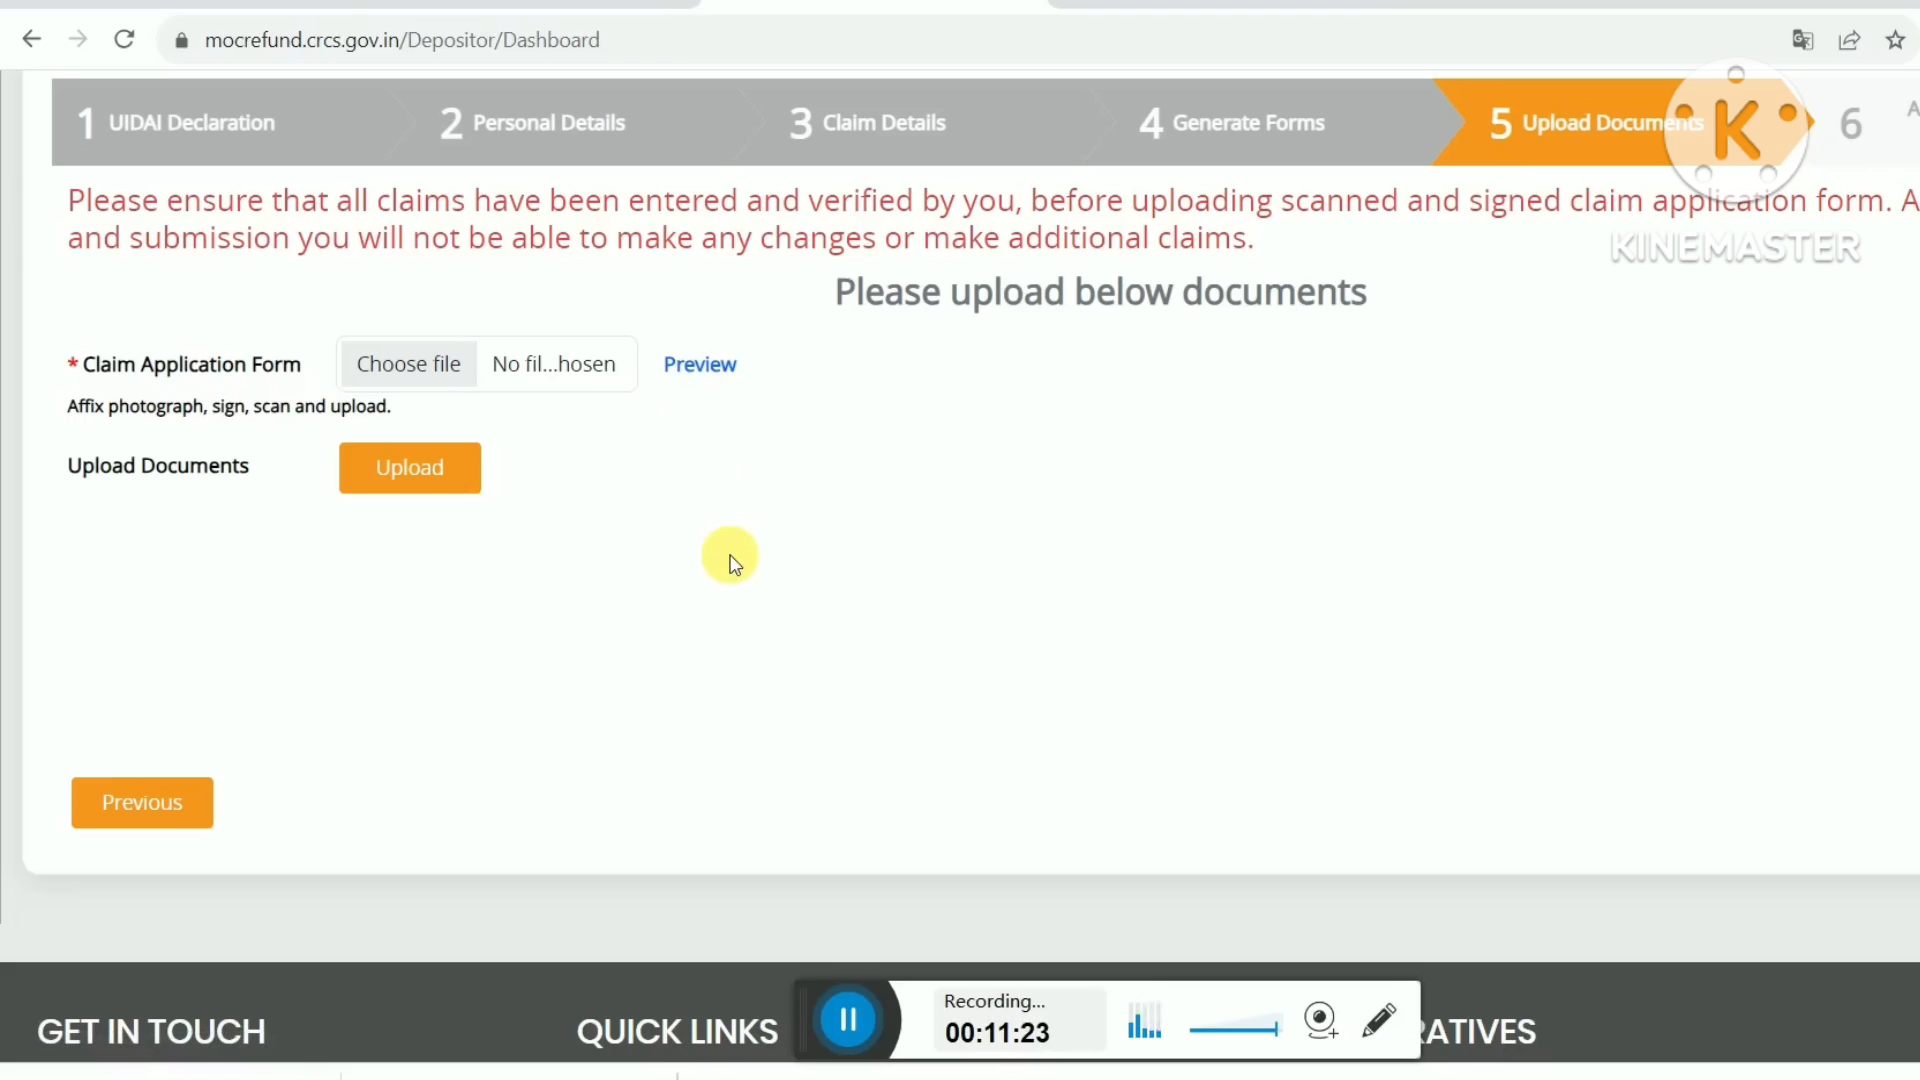 mocrefund.crcs.gov.in/Depositor/Dashboard
1 UIDAI Declaration
2 Personal Details
3 Claim Details
4 Generate Forms
5 Upload Documents
6 A
K
KINEMASTER
Please ensure that all claims have been entered and verified by you, before uploading scanned and signed claim application form. A
and submission you will not be able to make any changes or make additional claims.
Please upload below documents
* Claim Application Form Choose file No fil...hosen Preview
Affix photograph, sign, scan and upload.
Upload Documents Upload
Previous
GET IN TOUCH
QUICK LINKS
RATIVES
Recording...
00:11:23